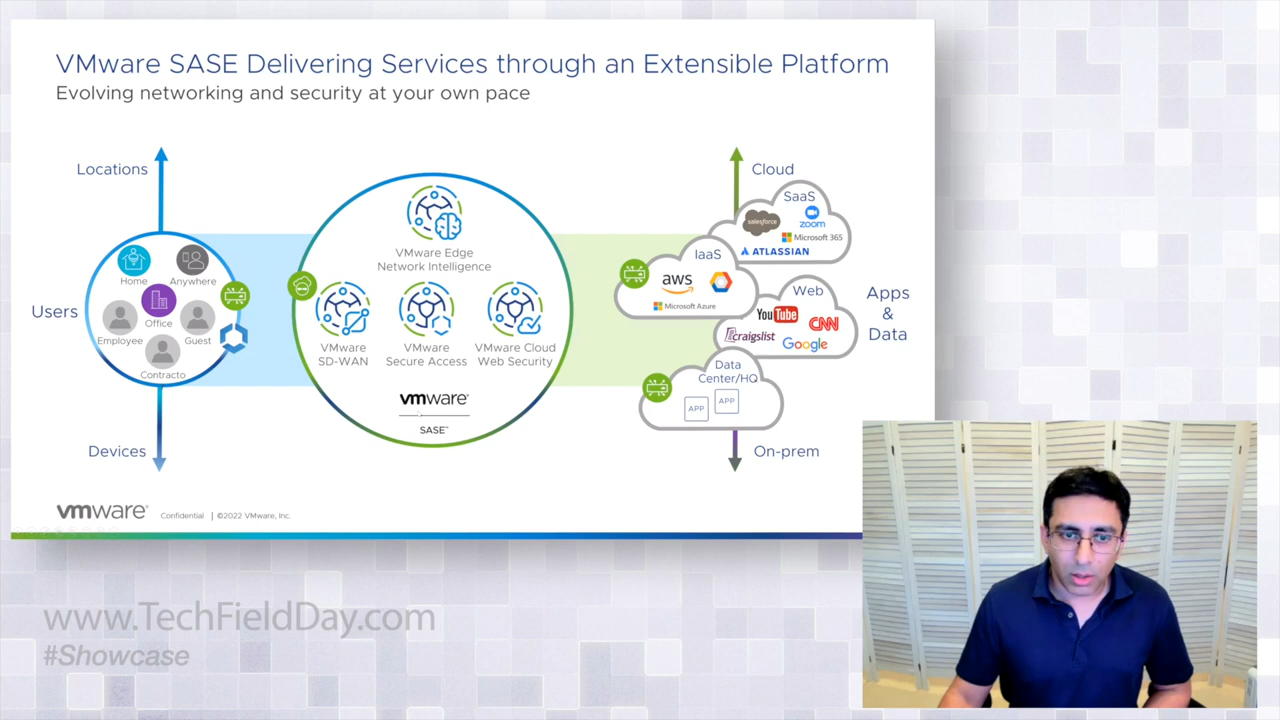 VMware SASE Delivering Services through an Extensible Platform
Evolving networking and security at your own pace
Locations
Users
Devices
Home
Anywhere
Office
Employee
Guest
Contracto
VMware Edge
Network Intelligence
VMware
SD-WAN
VMware
Secure Access
VMware Cloud
Web Security
vmware®
SASE™
Cloud
SaaS
salesforce
zoom
Microsoft 365
ATLASSIAN
IaaS
aws
Microsoft Azure
Web
YouTube
CNN
craigslist
Google
Apps
&
Data
Data
Center/HQ
APP
APP
On-prem
vmware®
Confidential | ©2022 VMware, Inc.
www.TechFieldDay.com
#Showcase